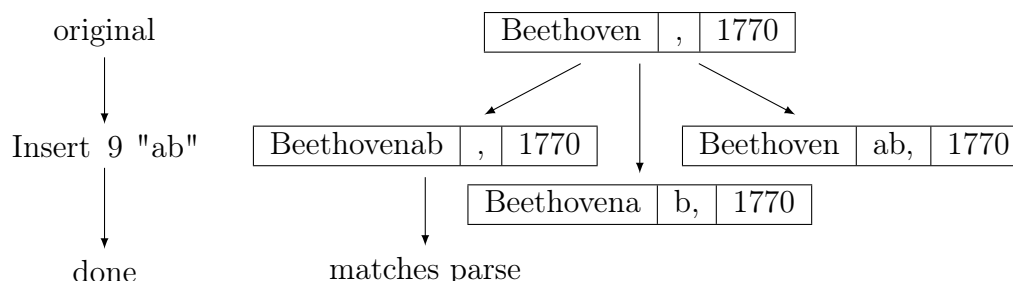 original
Beethoven , 1770
Insert 9 "ab"
Beethovenab , 1770
Beethoven ab, 1770
Beethovena b, 1770
done
matches parse